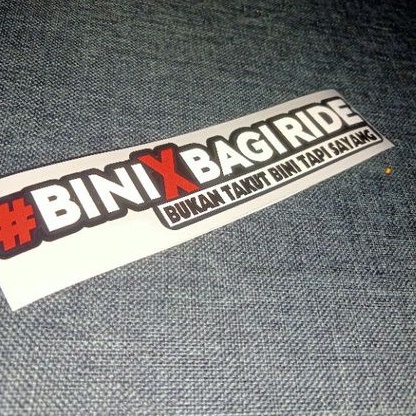 #BINIXBAGIRIDE
BUKAN TAKUT BINI TAPI SAYANG